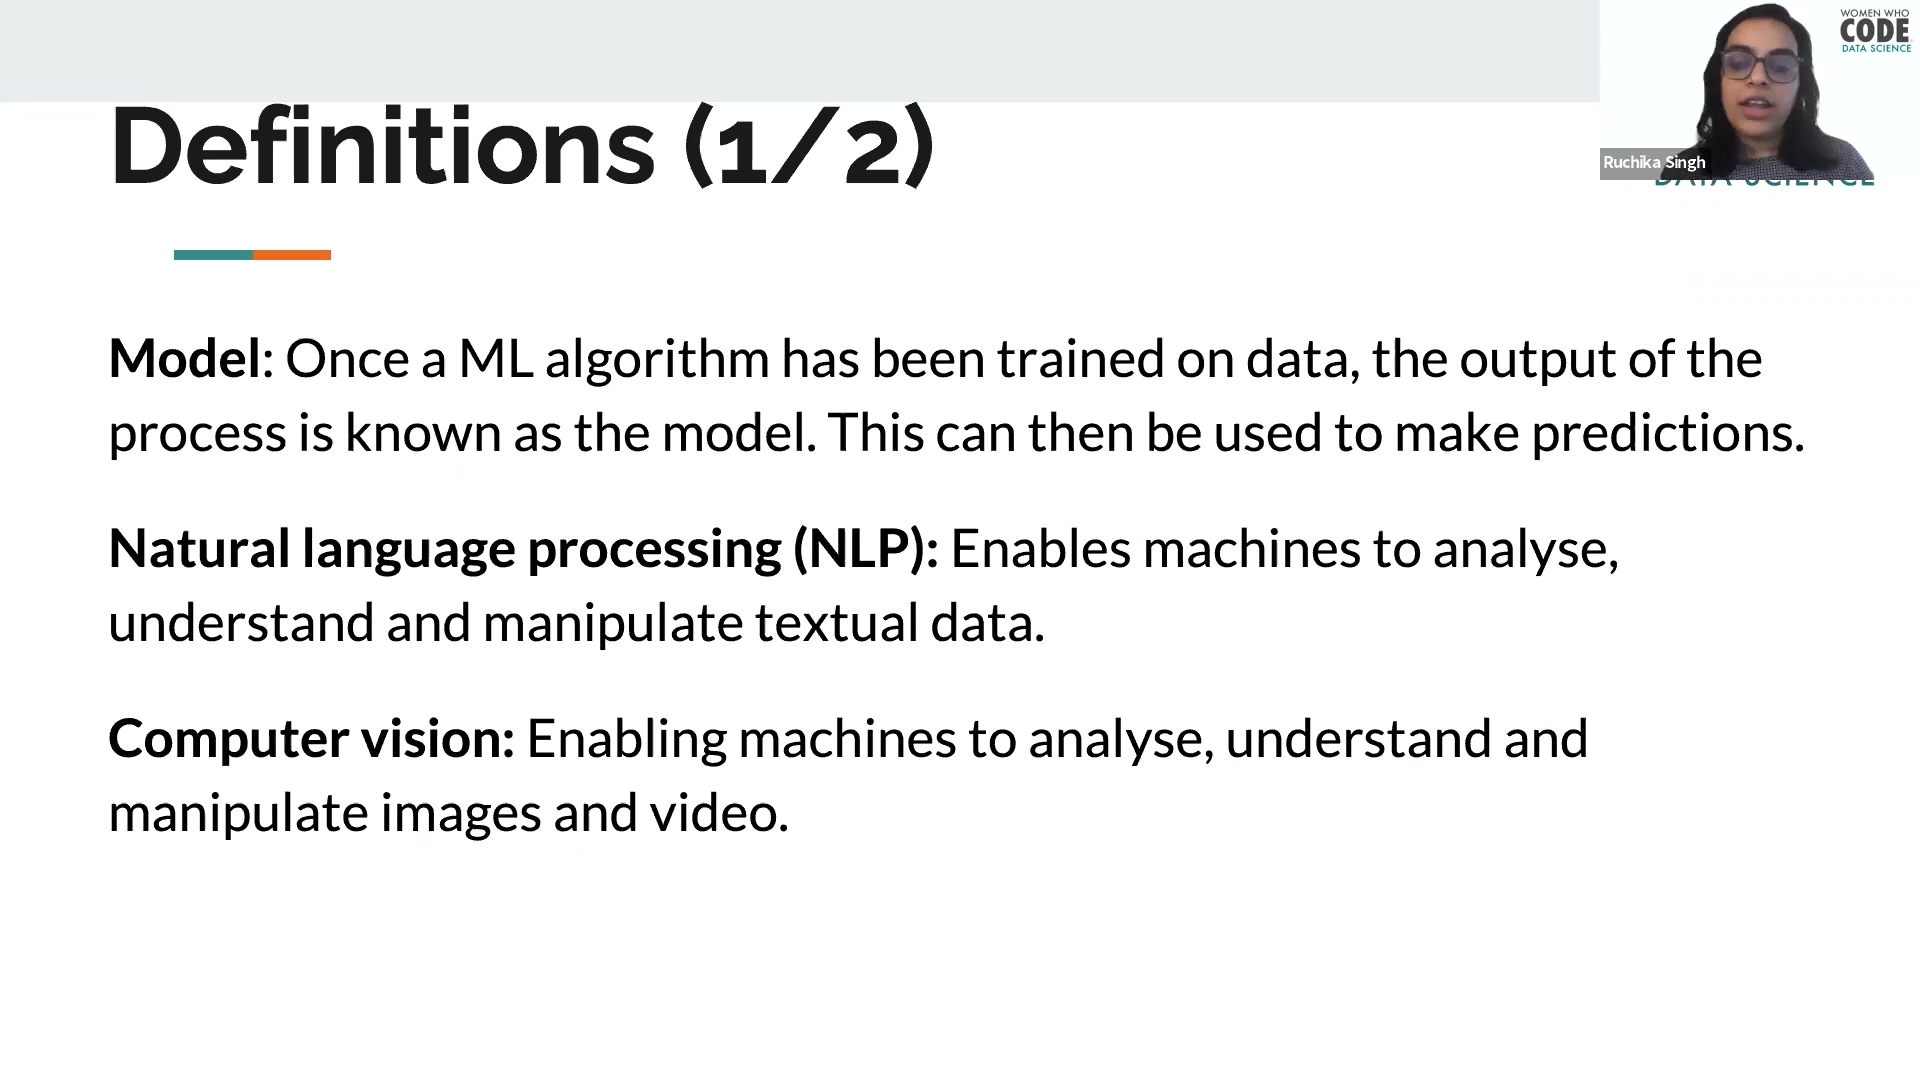 WOMEN WHO
CODE
DATA SCIENCE
Ruchika Singh
DATA SCIENCE
Definitions (1/2)
Model: Once a ML algorithm has been trained on data, the output of the
process is known as the model. This can then be used to make predictions.
Natural language processing (NLP): Enables machines to analyse,
understand and manipulate textual data.
Computer vision: Enabling machines to analyse, understand and
manipulate images and video.